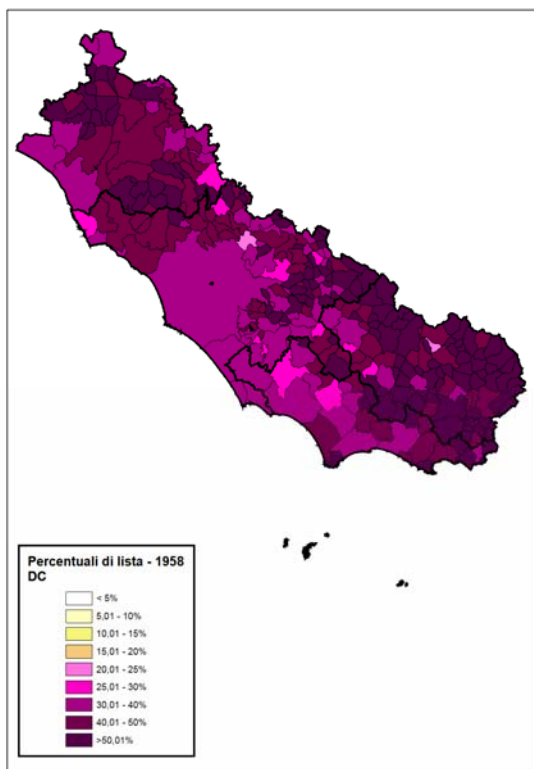 Percentuali di lista - 1958
DC
< 5%
5,01 - 10%
10,01 - 15%
15,01 - 20%
20,01 - 25%
25,01 - 30%
30,01 - 40%
40,01 - 50%
>50,01%